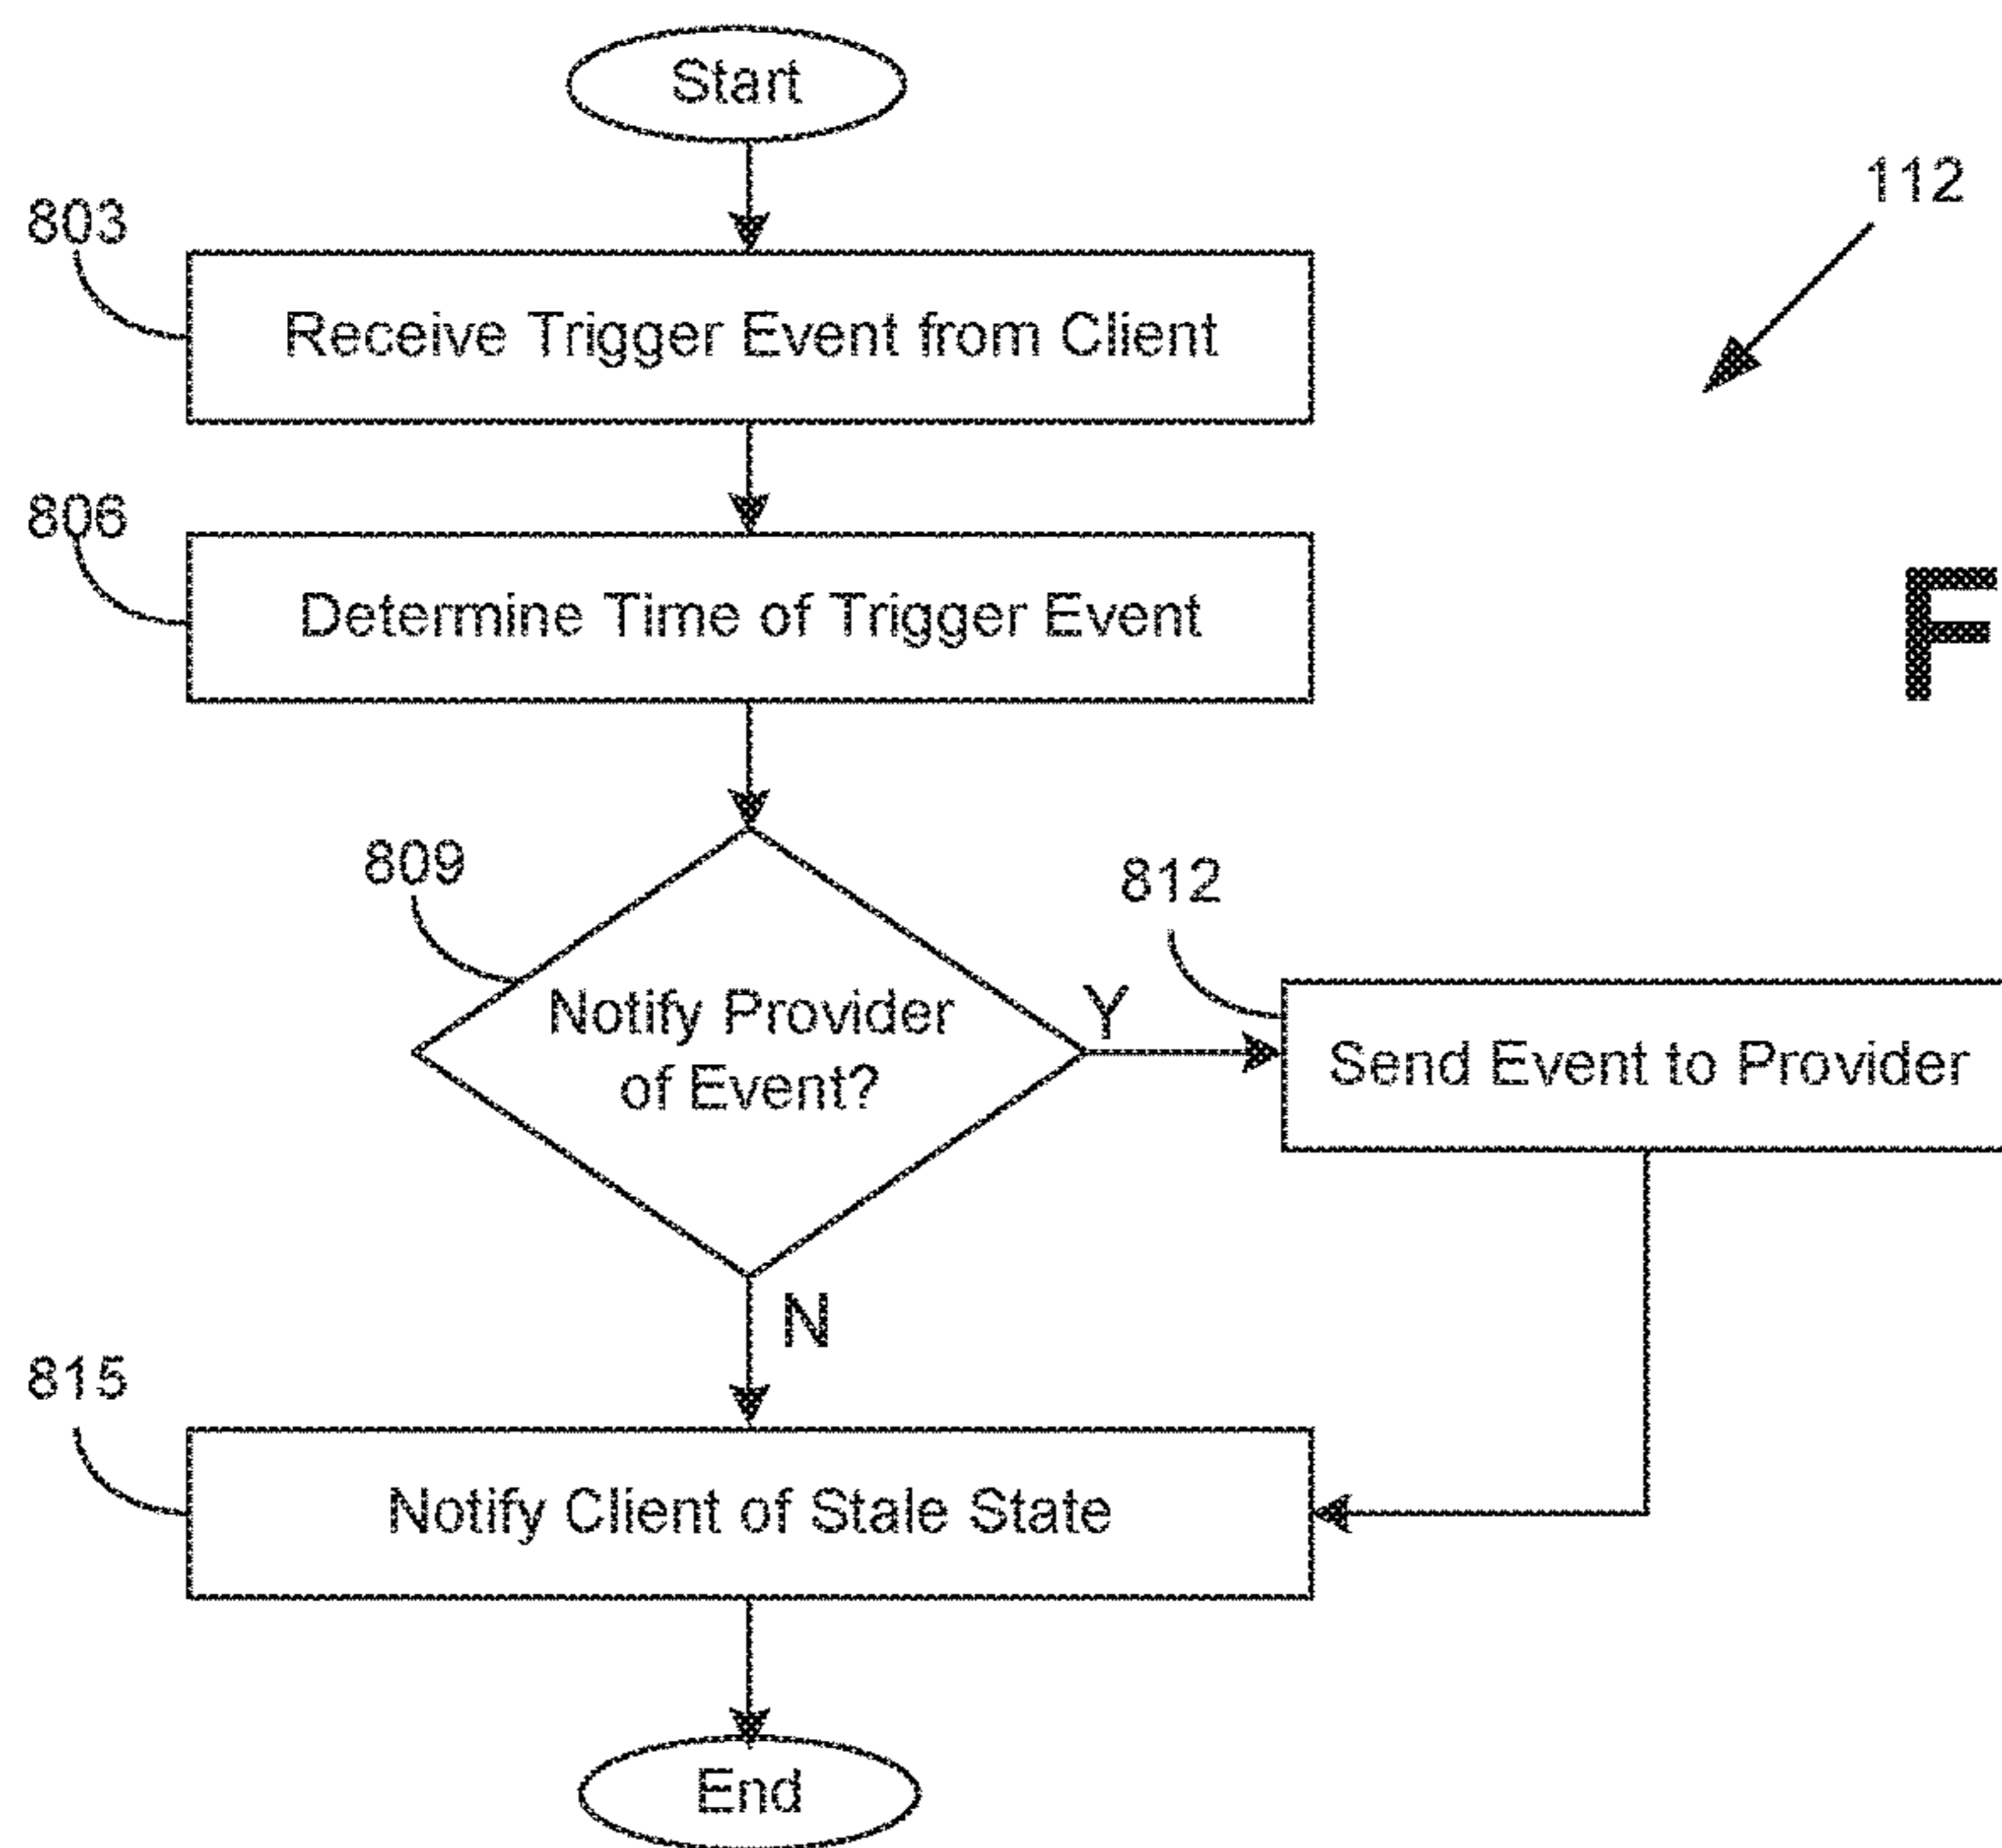 Start
112
803
Receive Trigger Event from Client
806
Determine Time of Trigger Event
F
809
812
Notify Provider
of Event?
Y
Send Event to Provider
N
815
Notify Client of Stale State
End